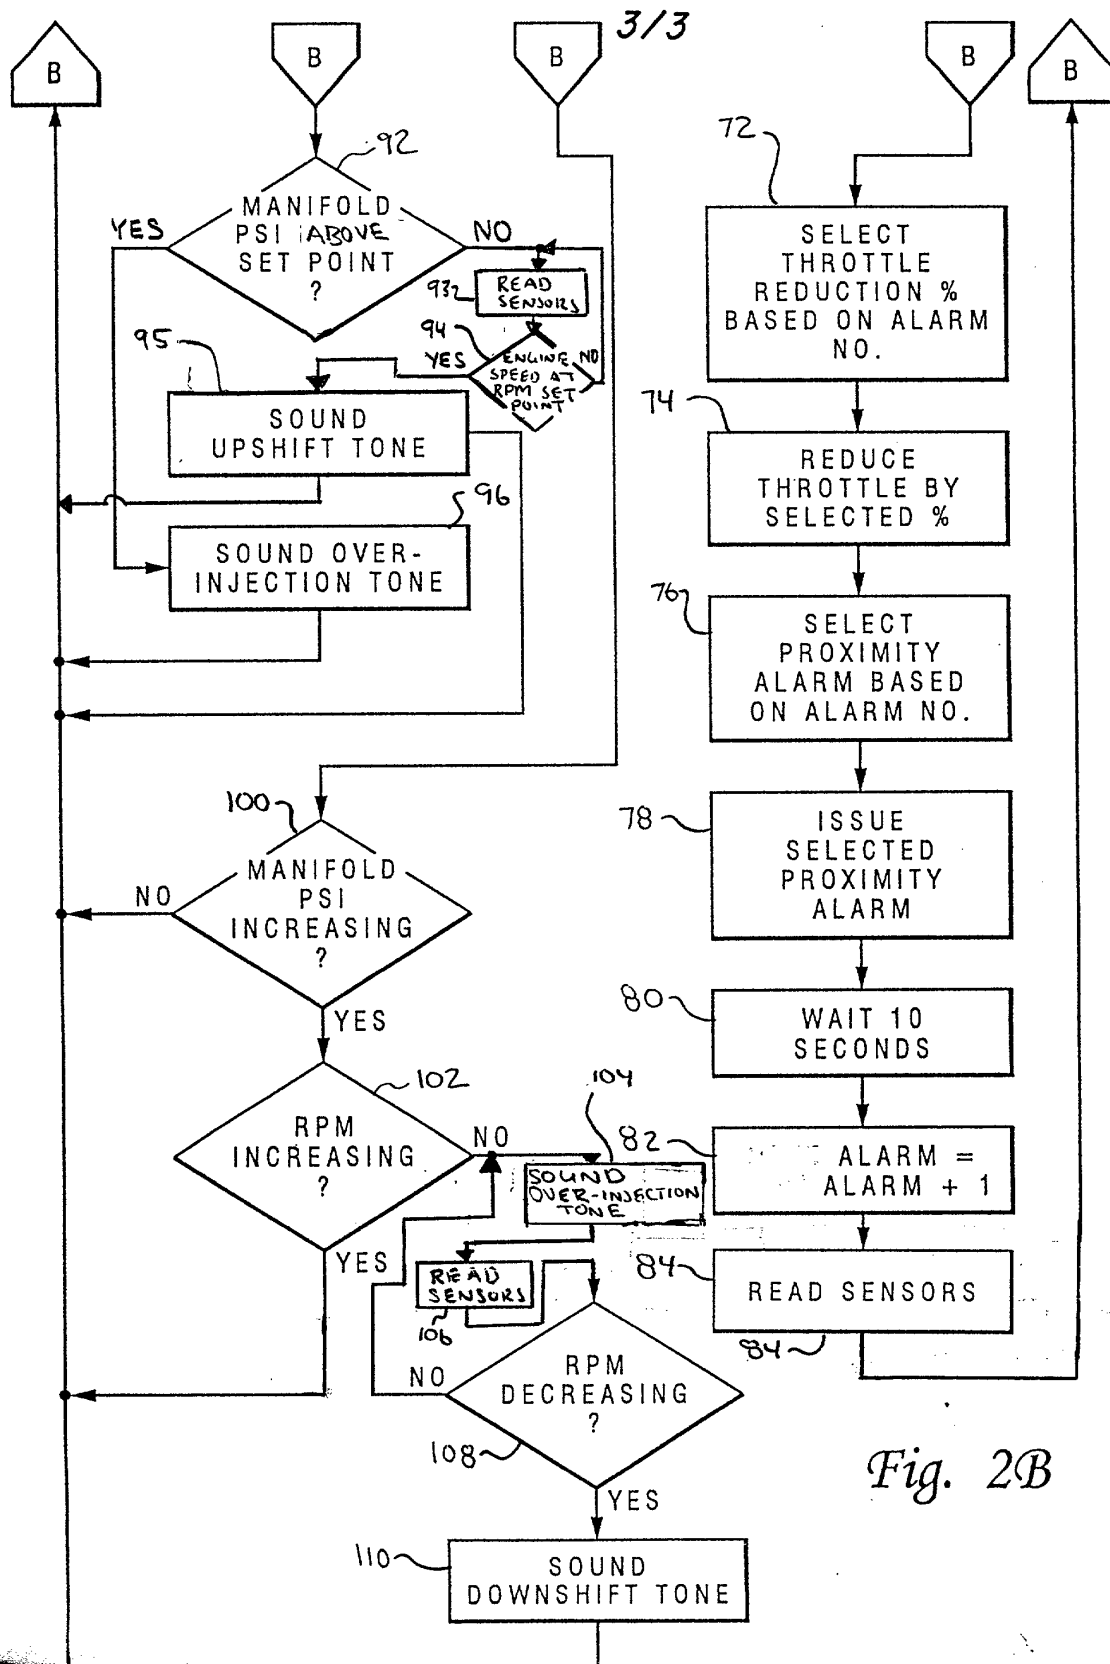 3/3
B
B
B
B
B
92
MANIFOLD
PSI ABOVE
SET POINT
?
YES
NO
932
READ
SENSORS
94
ENGINE
SPEED AT
RPM SET
POINT
YES
NO
95
SOUND
UPSHIFT TONE
96
SOUND OVER-
INJECTION TONE
100
MANIFOLD
PSI
INCREASING
?
NO
YES
102
RPM
INCREASING
?
NO
YES
104
SOUND
OVER-INJECTION
TONE
READ
SENSORS
106
RPM
DECREASING
?
NO
108
YES
110
SOUND
DOWNSHIFT TONE
72
SELECT
THROTTLE
REDUCTION %
BASED ON ALARM
NO.
74
REDUCE
THROTTLE BY
SELECTED %
76
SELECT
PROXIMITY
ALARM BASED
ON ALARM NO.
78
ISSUE
SELECTED
PROXIMITY
ALARM
80
WAIT 10
SECONDS
82
ALARM =
ALARM + 1
84
READ SENSORS
84
Fig. 2B